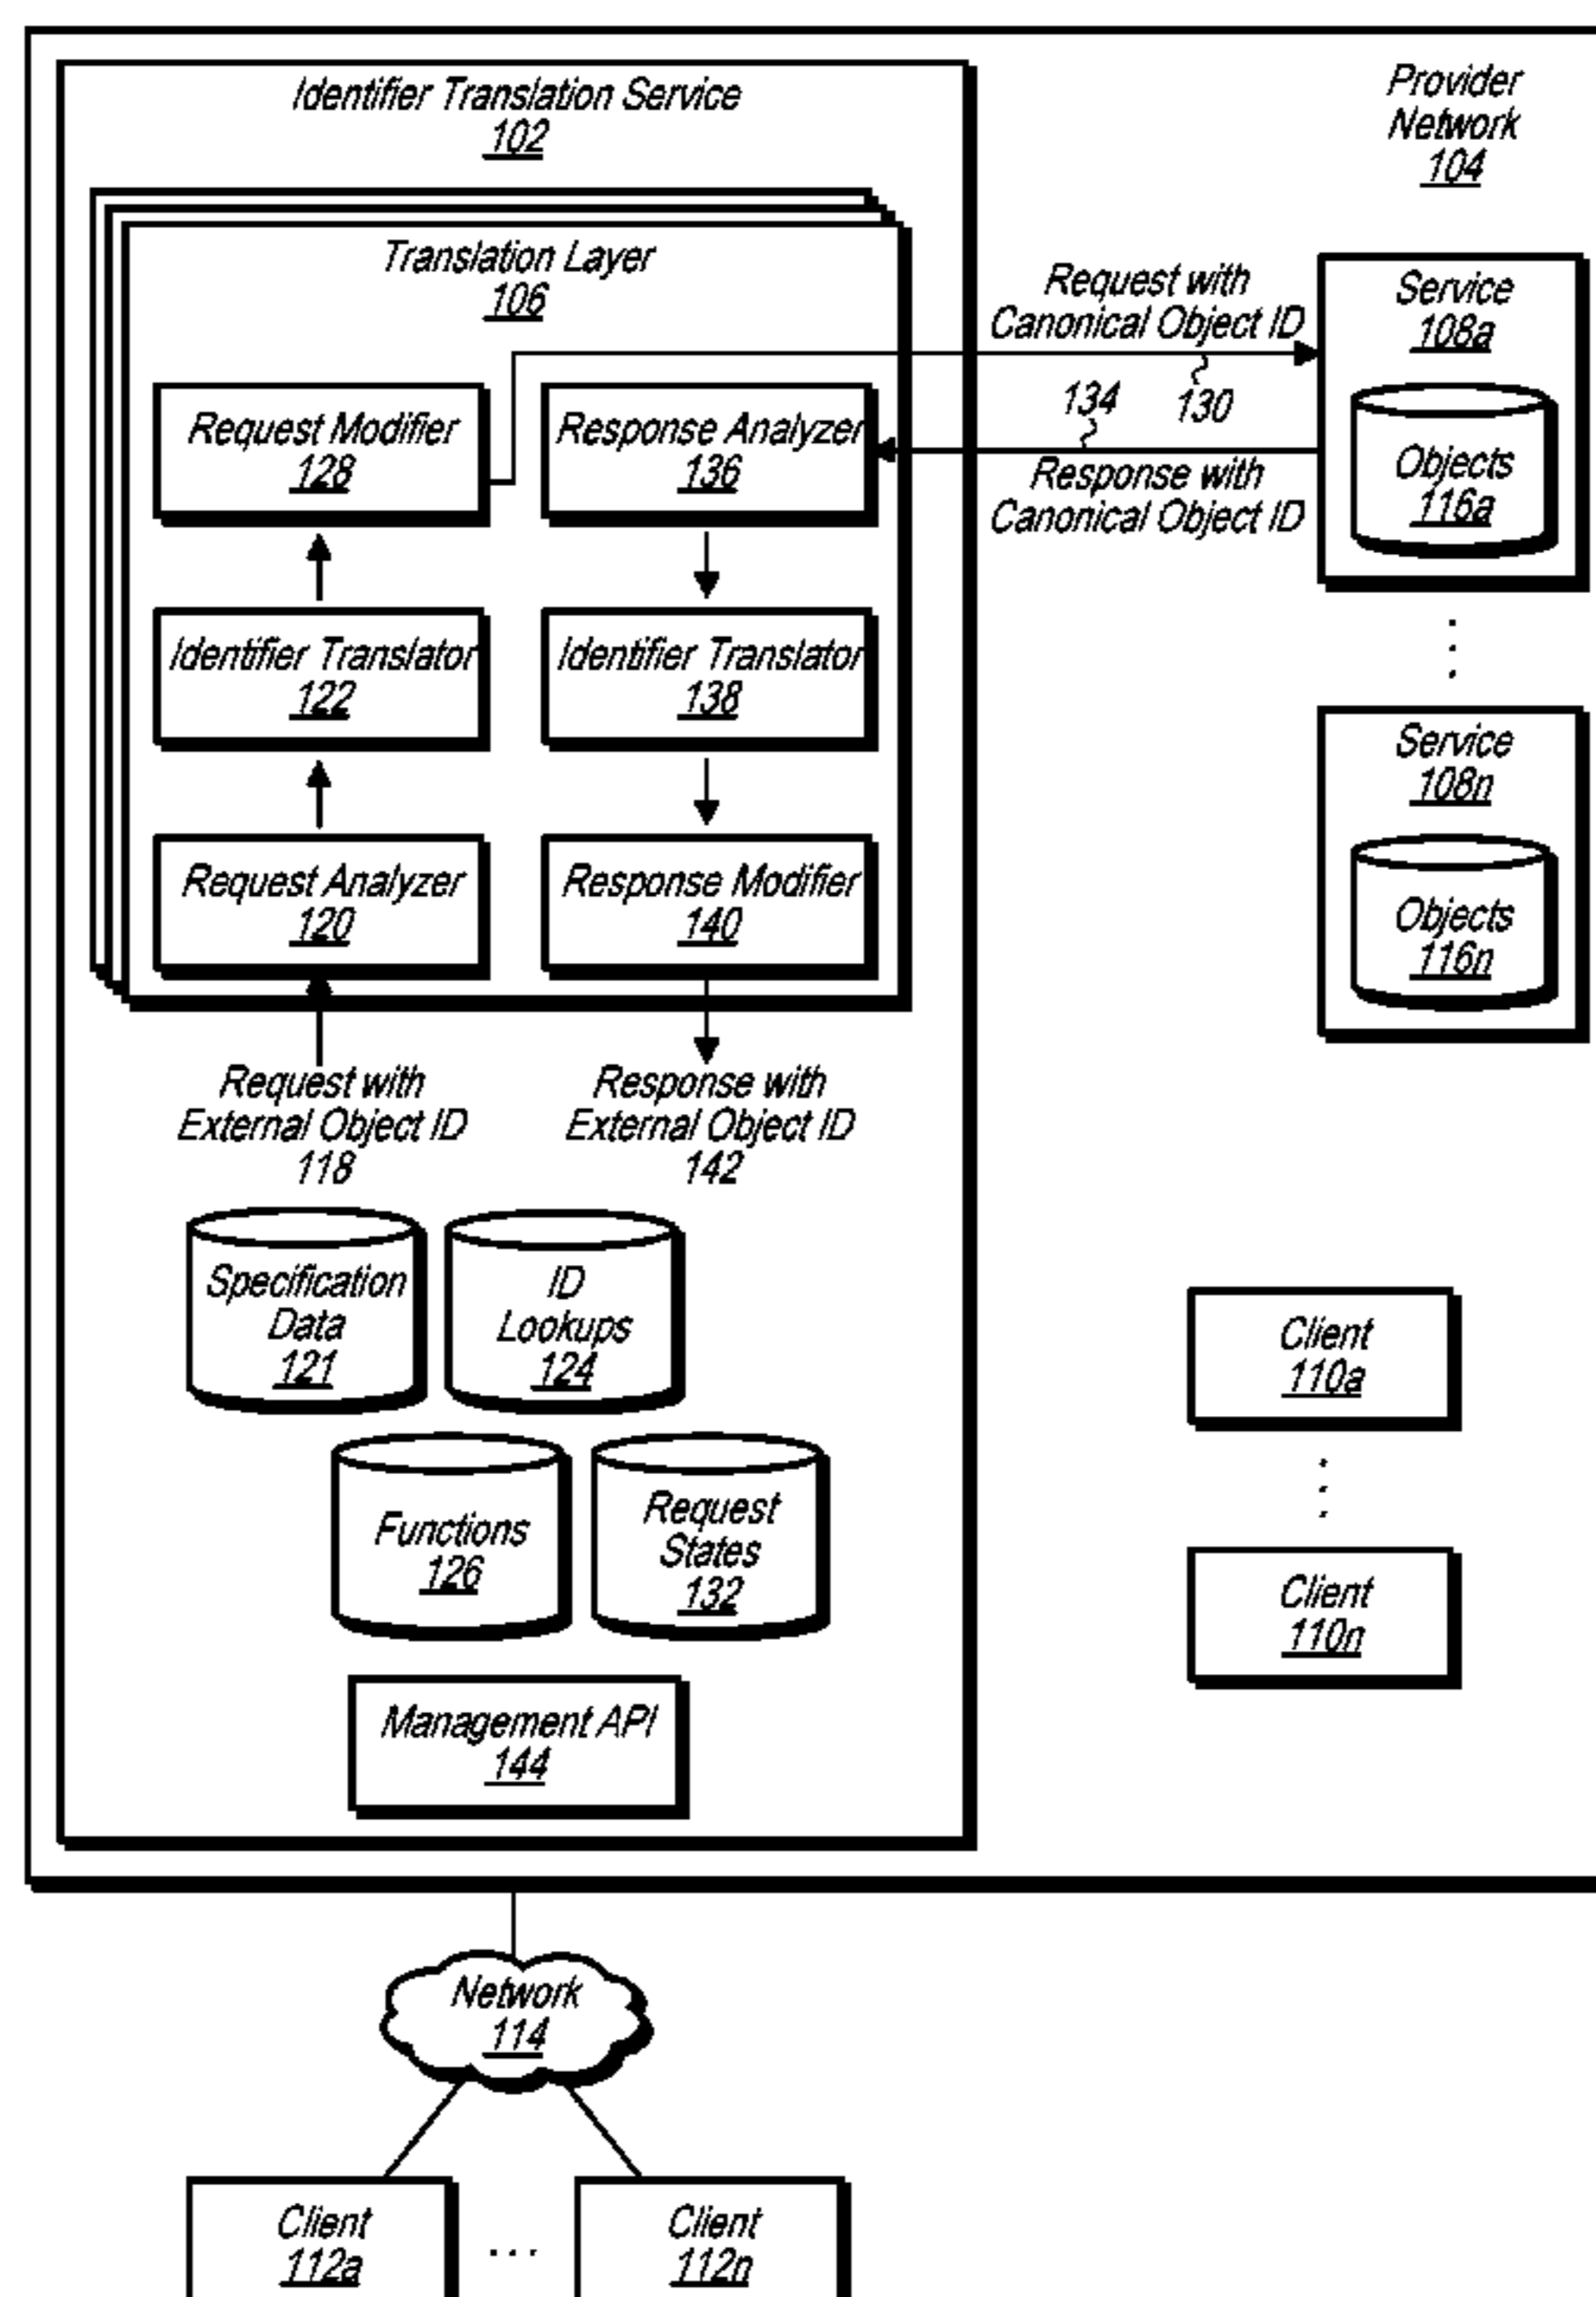 Identifier Translation Service
102
Provider
Network
104
Translation Layer
106
Request with
Canonical Object ID
130
134
Response with
Canonical Object ID
Service
108a
Objects
116a
Request Modifier
128
Response Analyzer
136
Identifier Translator
122
Identifier Translator
138
Request Analyzer
120
Response Modifier
140
Service
108n
Objects
116n
Request with
External Object ID
118
Response with
External Object ID
142
Specification
Data
121
ID
Lookups
124
Functions
126
Request
States
132
Management API
144
Client
110a
Client
110n
Network
114
Client
112a
...
Client
112n